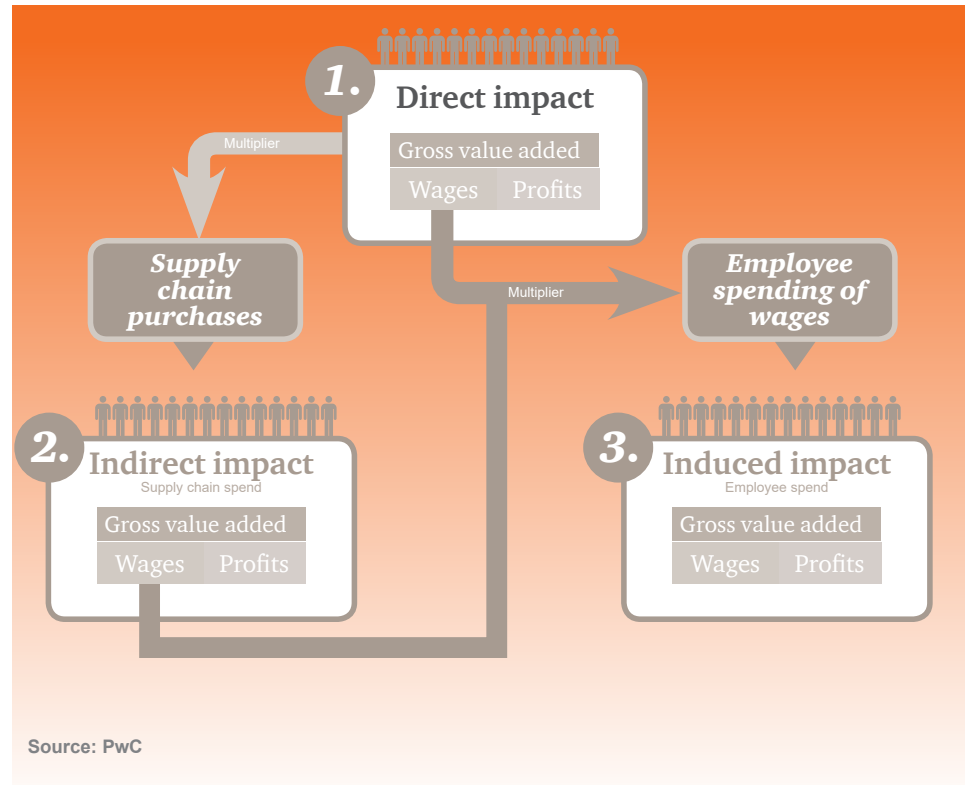 1.
Direct impact
Gross value added
Wages Profits
Multiplier
Supply
chain
purchases
Multiplier
Employee
spending of
wages
2.
Indirect impact
Supply chain spend
Gross value added
Wages Profits
3.
Induced impact
Employee spend
Gross value added
Wages Profits
Source: PwC